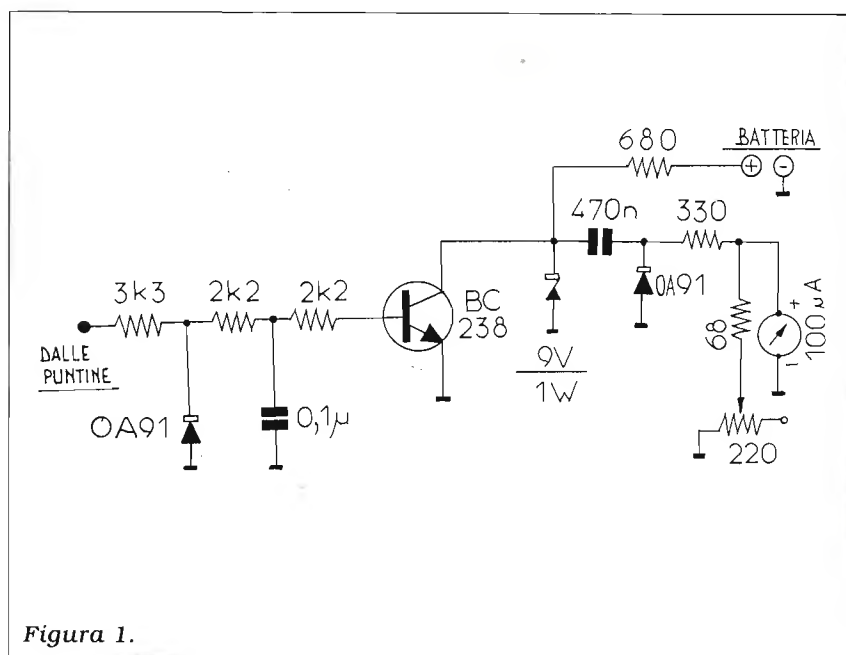 680
BATTERIA
+ -
470n
330
3k3
2k2
2k2
BC
238
OA91
68
+
100µA
-
DALLE
PUNTINE
OA91
0,1µ
9V
1W
220
Figura 1.